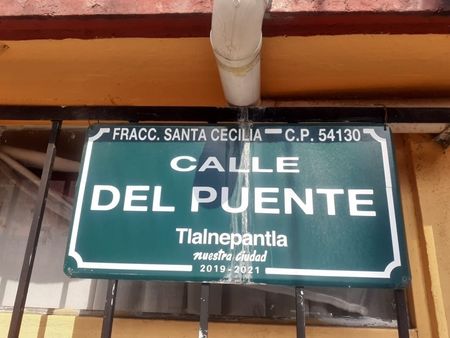 FRACC. SANTA CECILIA — C.P. 54130
CALLE
DEL PUENTE
Tlalnepantla
nuestra ciudad
2019-2021